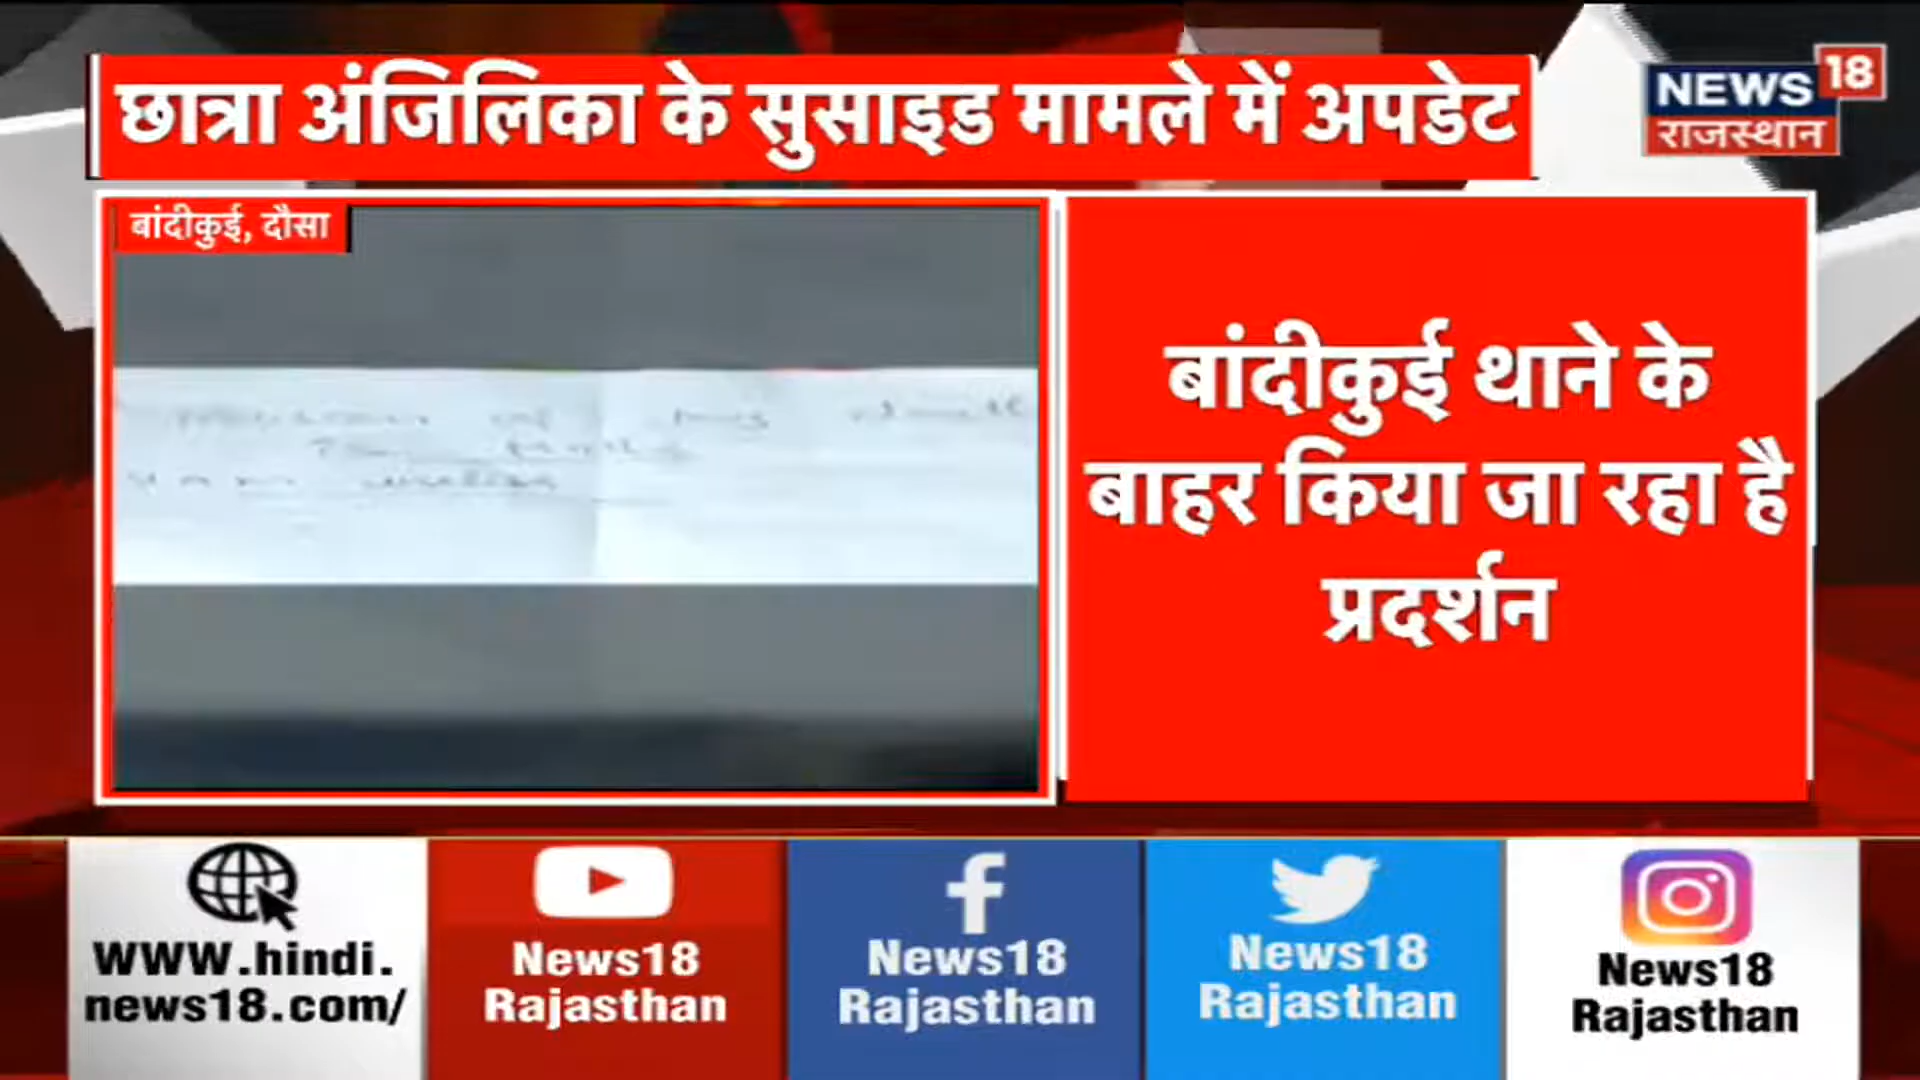 छात्रा अंजिलिका के सुसाइड मामले में अपडेट
NEWS 18
राजस्थान
बांदीकुई, दौसा
बांदीकुई थाने के
बाहर किया जा रहा है
प्रदर्शन
WWW.hindi.
news18.com/
News18
Rajasthan
News18
Rajasthan
News18
Rajasthan
News18
Rajasthan